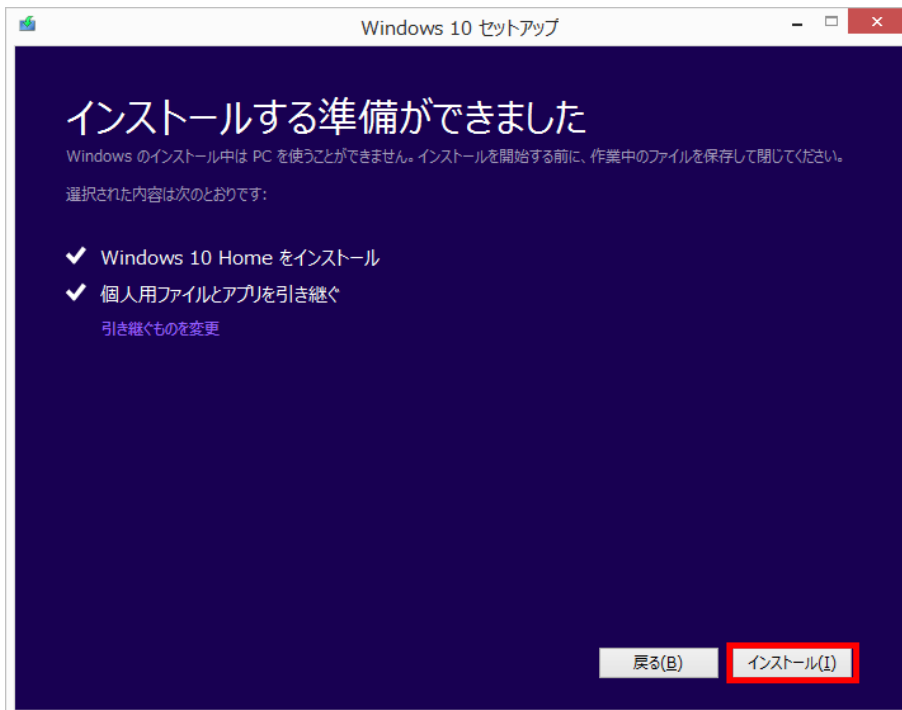 Windows 10 セットアップ
インストールする準備ができました
Windows のインストール中は PC を使うことができません。インストールを開始する前に、作業中のファイルを保存して閉じてください。
選択された内容は次のとおりです:
Windows 10 Home をインストール
個人用ファイルとアプリを引き継ぐ
引き継ぐものを変更
戻る(B) インストール(I)